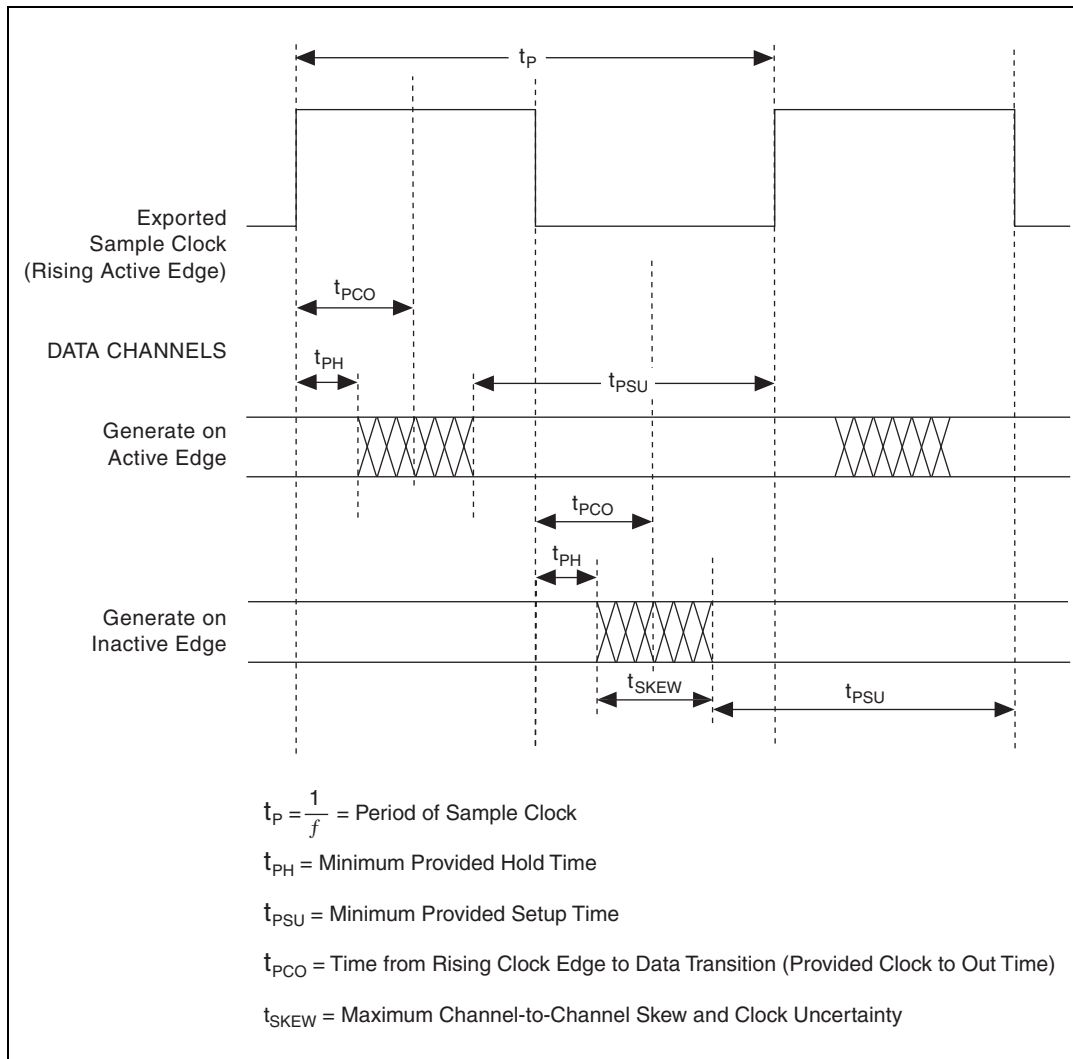 tP
Exported
Sample Clock
(Rising Active Edge)
tPCO
DATA CHANNELS
tPH
tPSU
Generate on
Active Edge
tPCO
tPH
Generate on
Inactive Edge
tSKEW
tPSU
tP = 1/f = Period of Sample Clock
tPH = Minimum Provided Hold Time
tPSU = Minimum Provided Setup Time
tPCO = Time from Rising Clock Edge to Data Transition (Provided Clock to Out Time)
tSKEW = Maximum Channel-to-Channel Skew and Clock Uncertainty